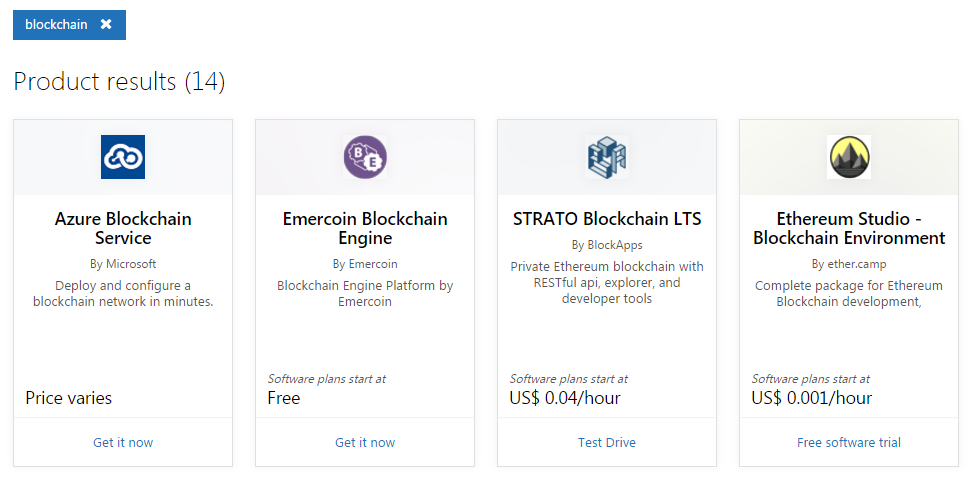 blockchain ✖
Product results (14)
Azure Blockchain
Service
By Microsoft
Deploy and configure a
blockchain network in minutes.
Price varies
Get it now
B
E
Emercoin Blockchain
Engine
By Emercoin
Blockchain Engine Platform by
Emercoin
Software plans start at
Free
Get it now
STRATO Blockchain LTS
By BlockApps
Private Ethereum blockchain with
RESTful api, explorer, and
developer tools
Software plans start at
US$ 0.04/hour
Test Drive
Ethereum Studio -
Blockchain Environment
By ether.camp
Complete package for Ethereum
Blockchain development,
Software plans start at
US$ 0.001/hour
Free software trial